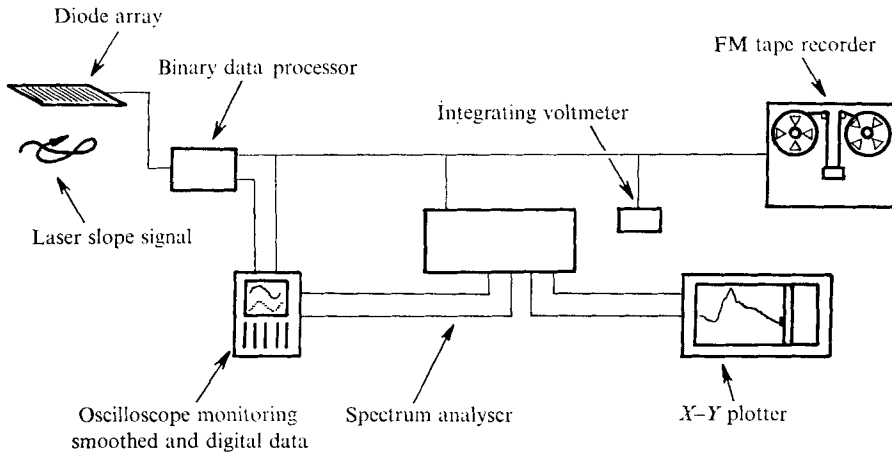 Diode array
FM tape recorder
Binary data processor
Integrating voltmeter
Laser slope signal
Oscilloscope monitoring
smoothed and digital data
Spectrum analyser
X–Y plotter